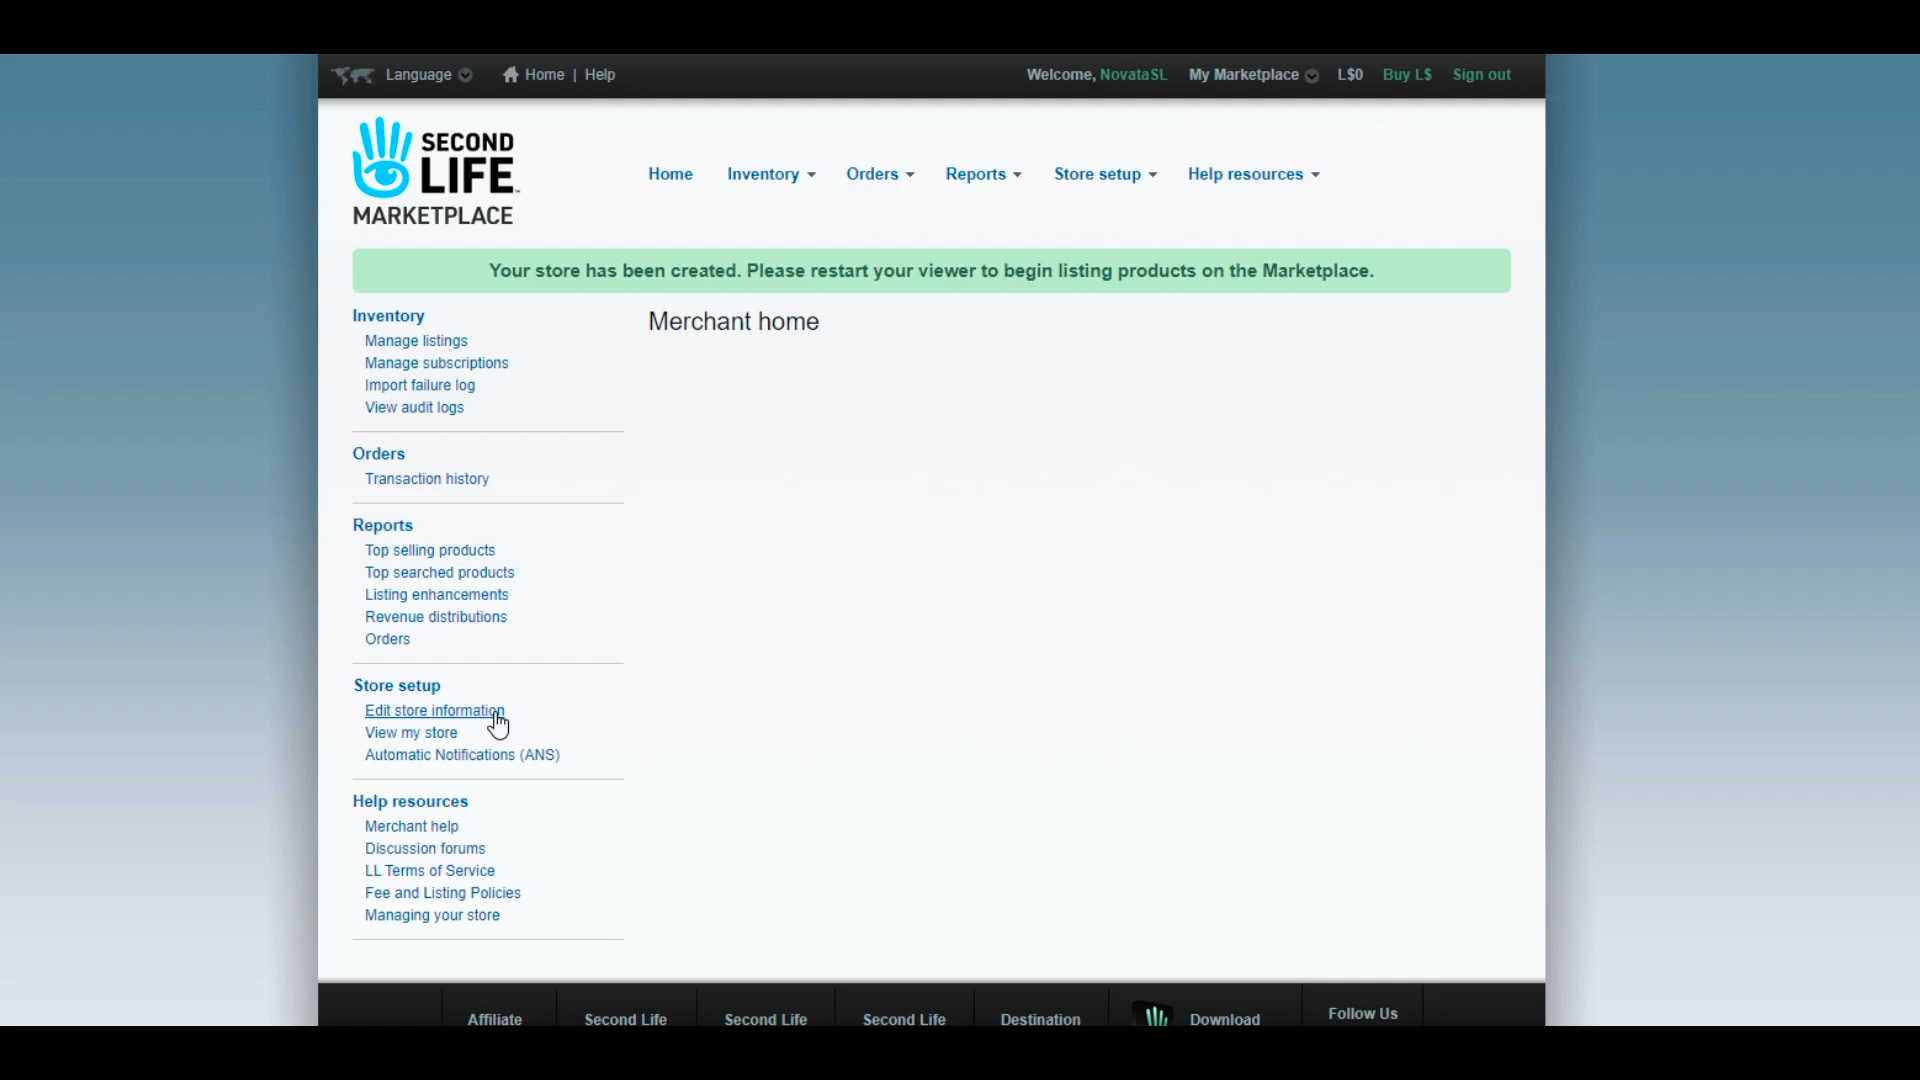 Language Home | Help Welcome, NovataSL My Marketplace L$0 Buy L$ Sign out
SECOND
LIFE™
MARKETPLACE
Home Inventory Orders Reports Store setup Help resources
Your store has been created. Please restart your viewer to begin listing products on the Marketplace.
Inventory
Manage listings
Manage subscriptions
Import failure log
View audit logs
Orders
Transaction history
Reports
Top selling products
Top searched products
Listing enhancements
Revenue distributions
Orders
Store setup
Edit store information
View my store
Automatic Notifications (ANS)
Help resources
Merchant help
Discussion forums
LL Terms of Service
Fee and Listing Policies
Managing your store
Merchant home
Affiliate Second Life Second Life Second Life Destination Download Follow Us